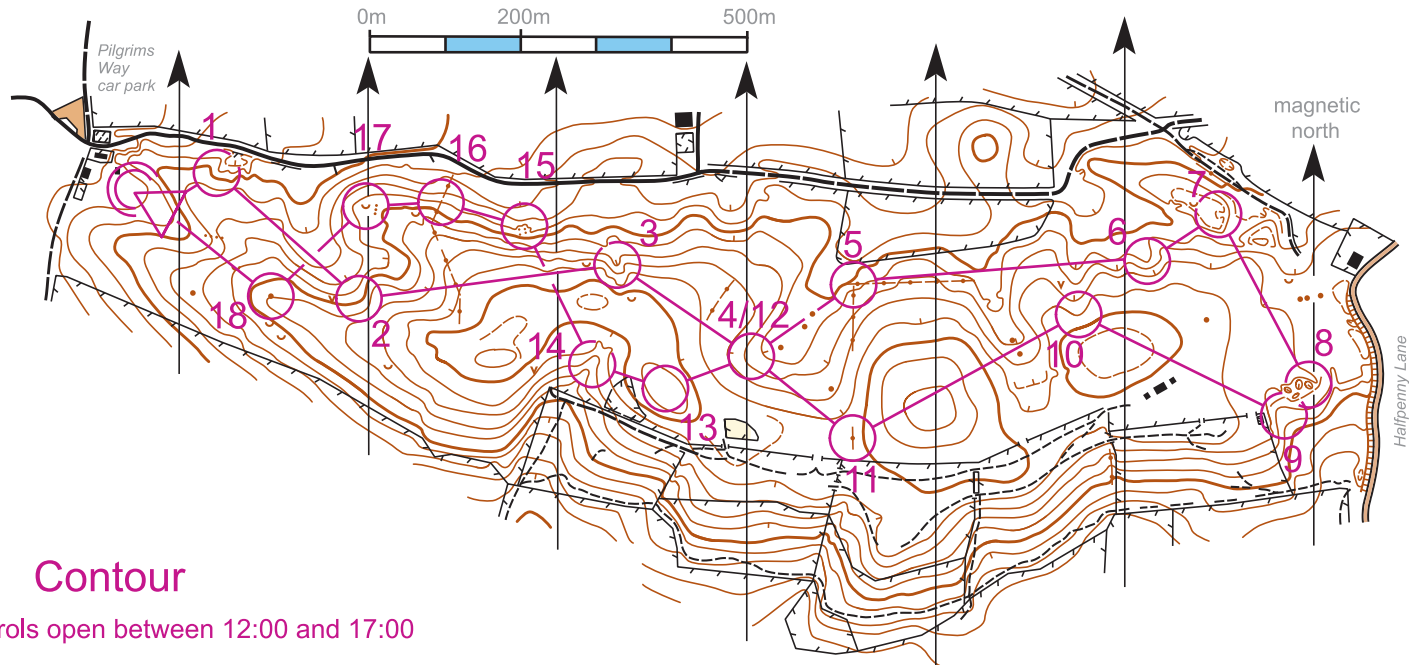 0m 200m 500m
Pilgrims
Way
car park
magnetic
north
1
17
16
15
3
5
6
7
4/12
18
2
14
13
11
10
8
9
Halfpenny Lane
Contour
rols open between 12:00 and 17:00